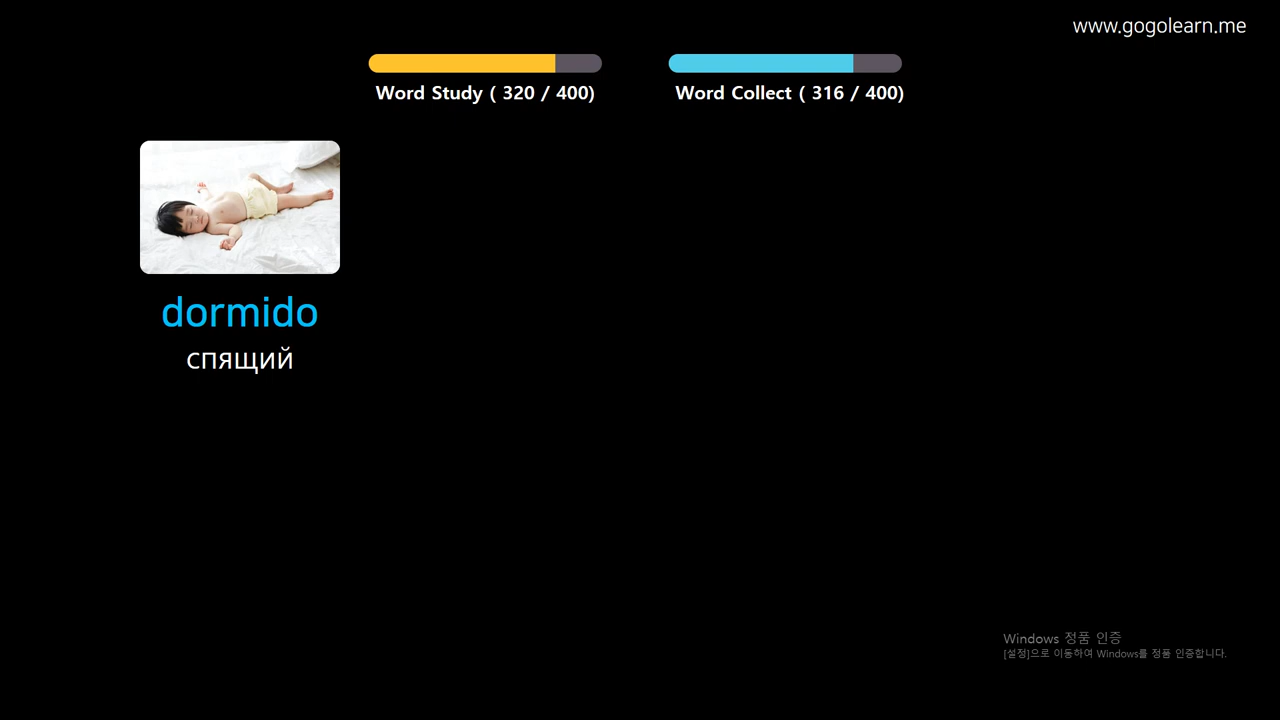 www.gogolearn.me
Word Study ( 320 / 400)
Word Collect ( 316 / 400)
dormido
спящий
Windows 정품 인증
[설정]으로 이동하여 Windows를 정품 인증합니다.